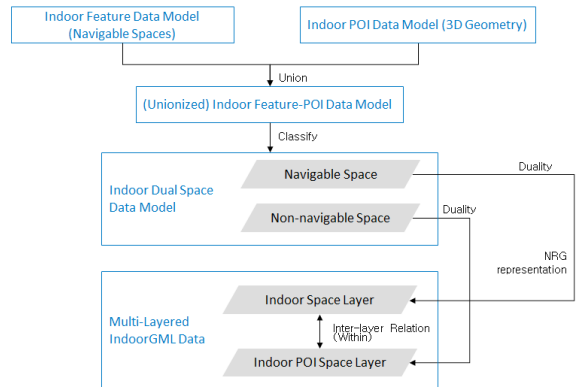 Indoor Feature Data Model
(Navigable Spaces)
Indoor POI Data Model (3D Geometry)
Union
(Unionized) Indoor Feature-POI Data Model
Classify
Indoor Dual Space
Data Model
Navigable Space
Non-navigable Space
Duality
Duality
NRG
representation
Multi-Layered
IndoorGML Data
Indoor Space Layer
Inter-layer Relation
(Within)
Indoor POI Space Layer